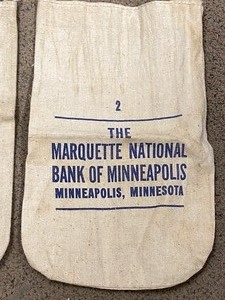 2
THE
MARQUETTE NATIONAL
BANK OF MINNEAPOLIS
MINNEAPOLIS, MINNESOTA